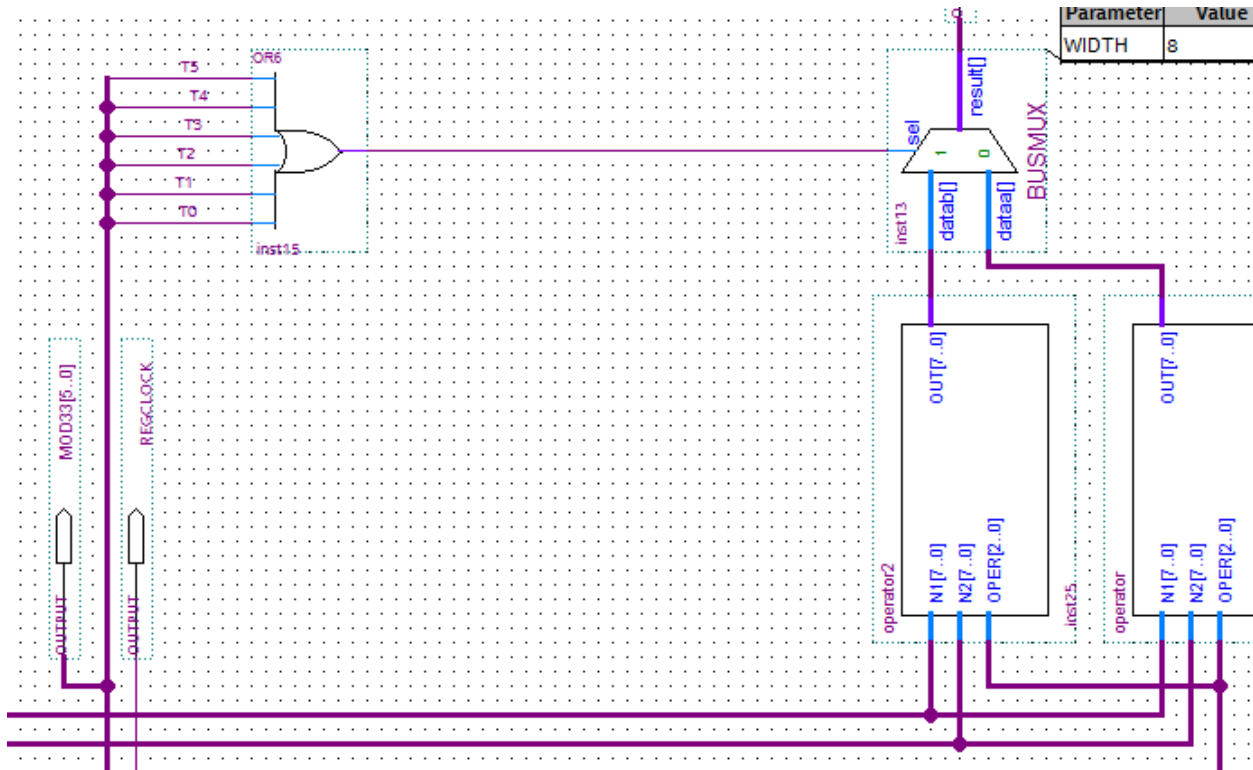 Parameter Value
WIDTH 8
OR6
T5
T4
T3
T2
T1
T0
inst15
sel
result[]
1
0
BUSMUX
inst13
datab[]
dataa[]
MOD33[5..0]
REGCLOCK
OUTPUT
OUTPUT
OUT[7..0]
OUT[7..0]
operator2
N1[7..0]
N2[7..0]
OPER[2..0]
inst25
operator
N1[7..0]
N2[7..0]
OPER[2..0]